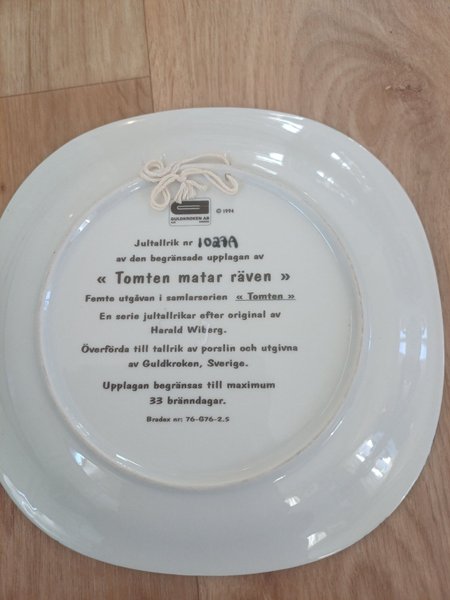 GULDKROKEN AB
© 1994
Jultallrik nr 1027A
av den begränsade upplagan av
« Tomten matar räven »
Femte utgåvan i samlarserien « Tomten »
En serie jultallrikar efter original av
Harald Wiberg.
Överförda till tallrik av porslin och utgivna
av Guldkroken, Sverige.
Upplagan begränsas till maximum
33 bränndagar.
Bradex nr: 76-G76-2.5